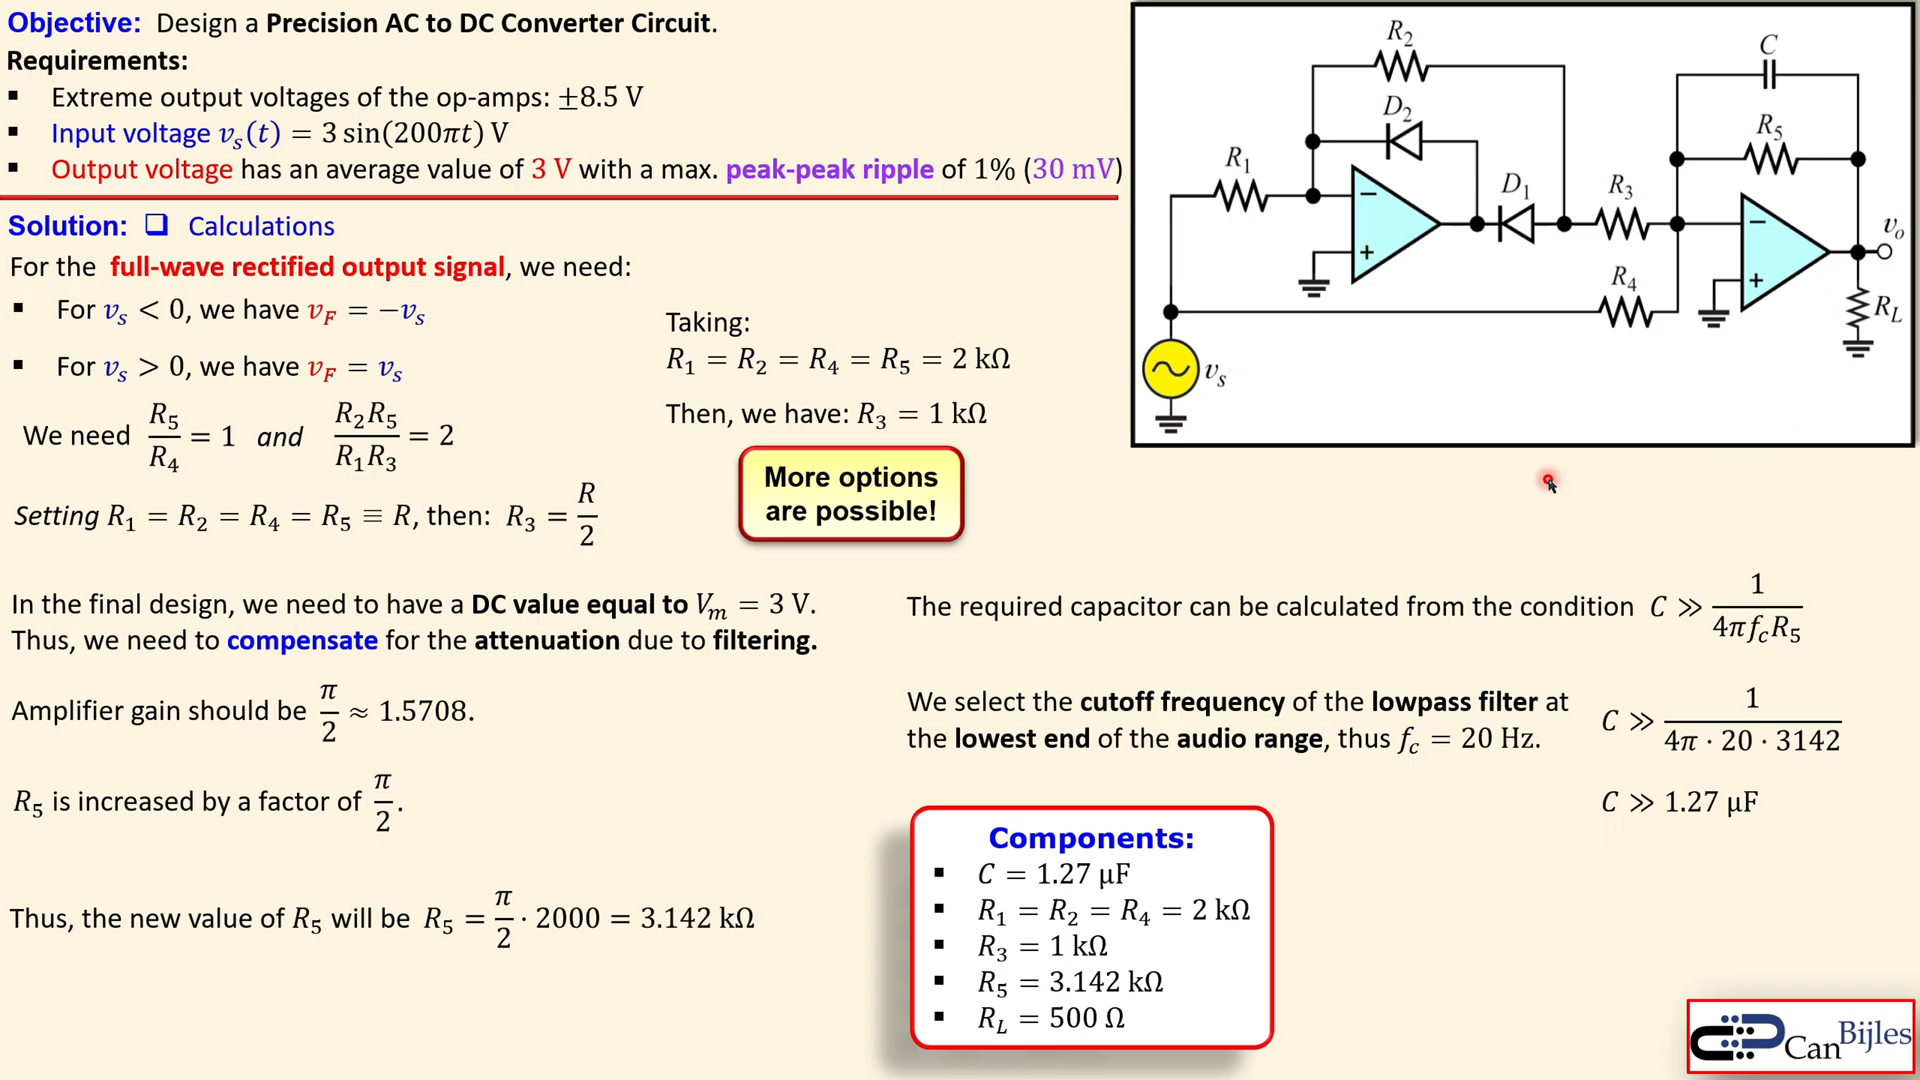 Objective: Design a Precision AC to DC Converter Circuit.
Requirements:
▪ Extreme output voltages of the op-amps: ±8.5 V
▪ Input voltage v_s(t) = 3 sin(200πt) V
▪ Output voltage has an average value of 3 V with a max. peak-peak ripple of 1% (30 mV)
Solution: ❑ Calculations
For the full-wave rectified output signal, we need:
▪ For v_s < 0, we have v_F = −v_s
▪ For v_s > 0, we have v_F = v_s
We need R_5/R_4 = 1 and R_2R_5/R_1R_3 = 2
Setting R_1 = R_2 = R_4 = R_5 ≡ R, then: R_3 = R/2
Taking:
R_1 = R_2 = R_4 = R_5 = 2 kΩ
Then, we have: R_3 = 1 kΩ
More options
are possible!
In the final design, we need to have a DC value equal to V_m = 3 V.
Thus, we need to compensate for the attenuation due to filtering.
Amplifier gain should be π/2 ≈ 1.5708.
R_5 is increased by a factor of π/2.
Thus, the new value of R_5 will be R_5 = π/2 · 2000 = 3.142 kΩ
The required capacitor can be calculated from the condition C ≫ 1/4πf_cR_5
We select the cutoff frequency of the lowpass filter at
the lowest end of the audio range, thus f_c = 20 Hz.
C ≫ 1/4π · 20 · 3142
C ≫ 1.27 μF
Components:
▪ C = 1.27 μF
▪ R_1 = R_2 = R_4 = 2 kΩ
▪ R_3 = 1 kΩ
▪ R_5 = 3.142 kΩ
▪ R_L = 500 Ω
R_2
D_2
R_1
D_1
R_3
R_4
C
R_5
v_o
R_L
v_s
−
+
−
+
CanBijles